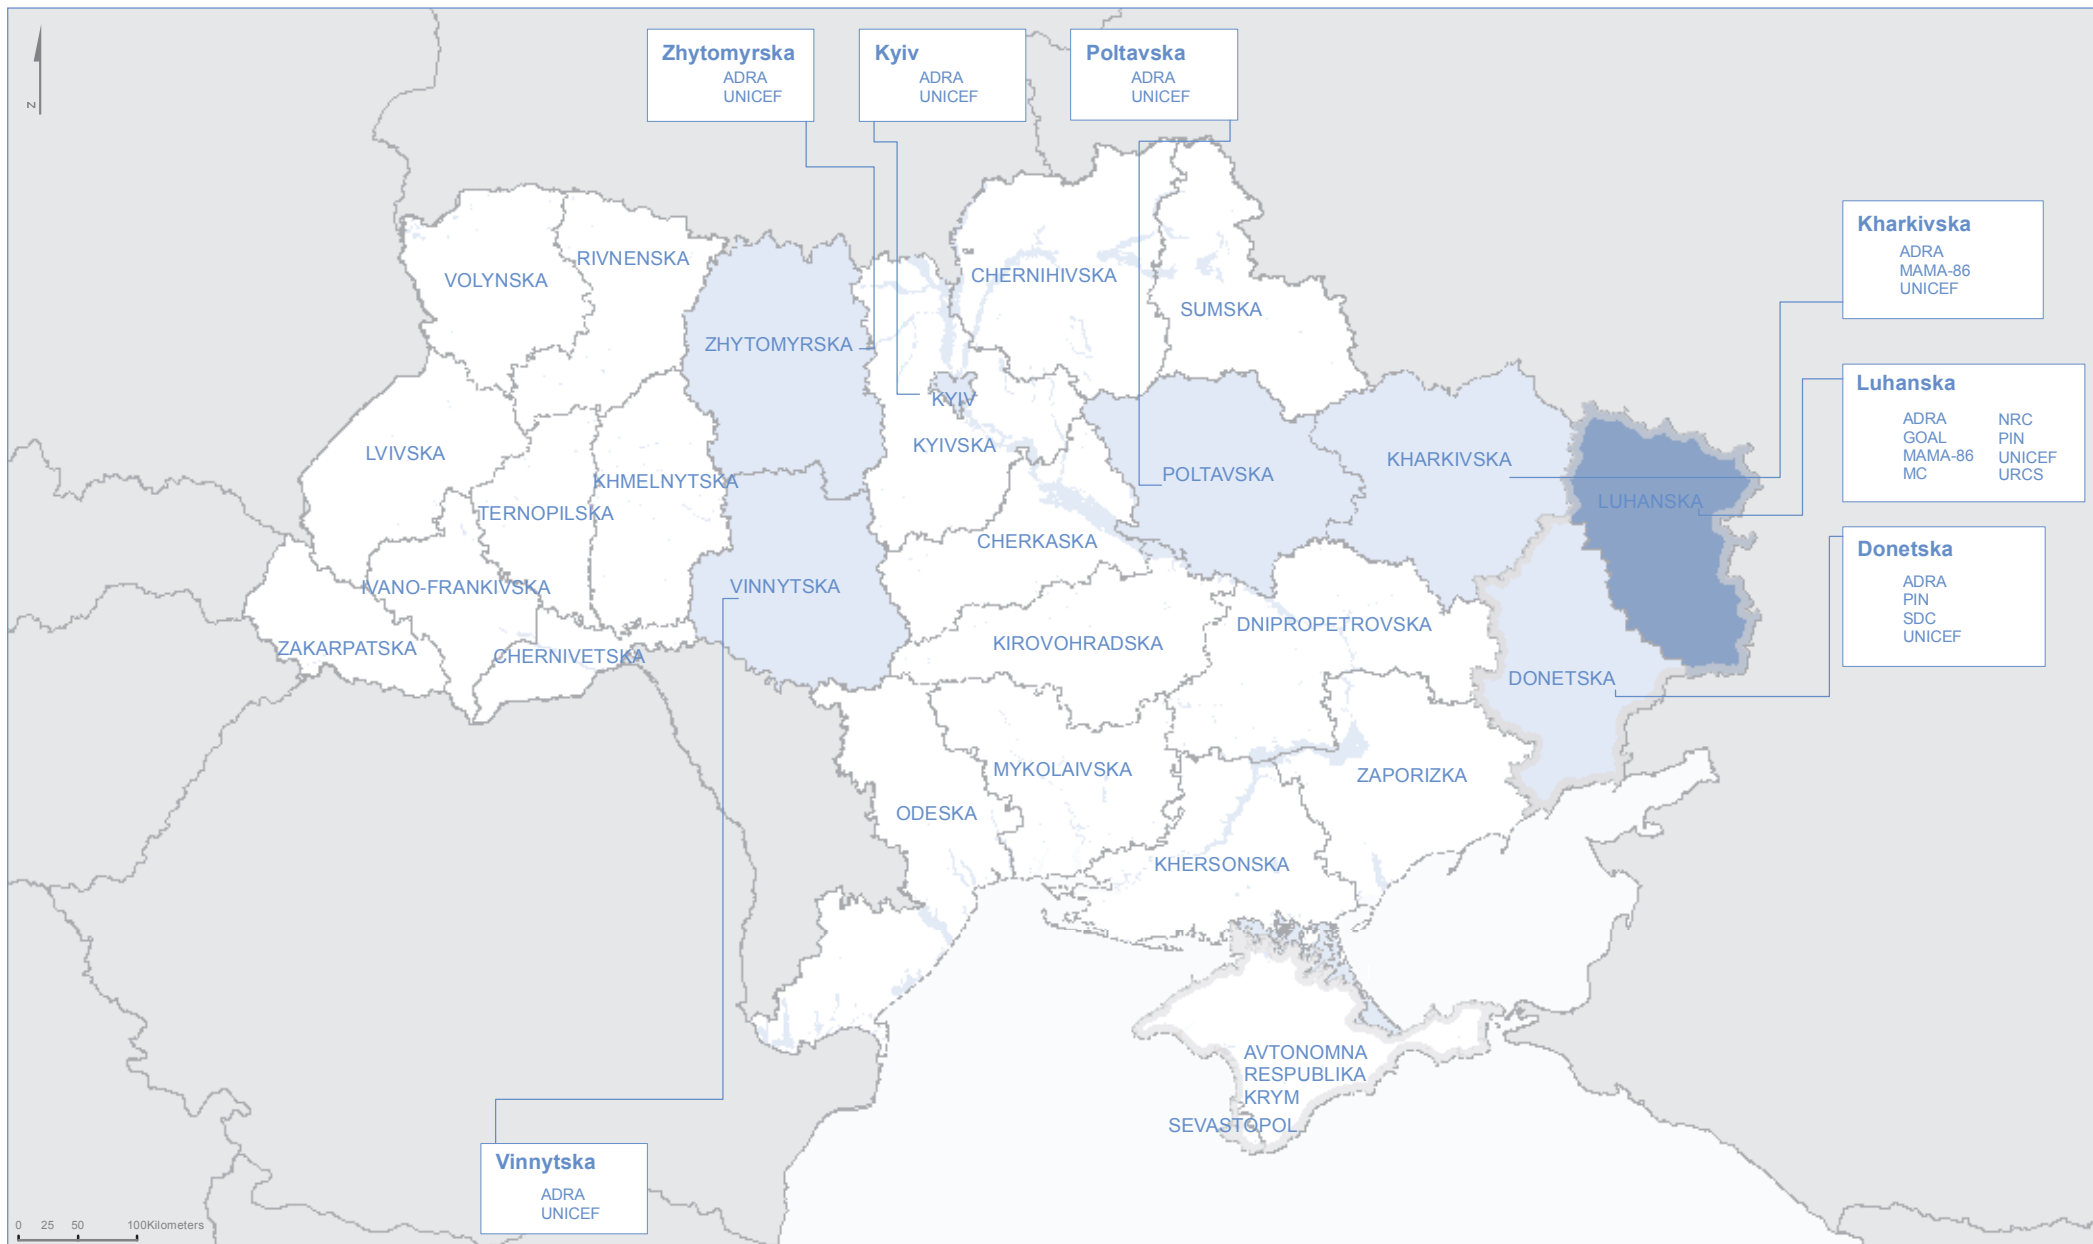 Z
Zhytomyrska
ADRA
UNICEF
Kyiv
ADRA
UNICEF
Poltavska
ADRA
UNICEF
Kharkivska
ADRA
MAMA-86
UNICEF
Luhanska
ADRA
GOAL
MAMA-86
MC
NRC
PIN
UNICEF
URCS
Donetska
ADRA
PIN
SDC
UNICEF
VOLYNSKA
RIVNENSKA
ZHYTOMYRSKA
CHERNIHIVSKA
SUMSKA
KYIV
KYIVSKA
LVIVSKA
TERNOPILSKA
KHMELNYTSKA
POLTAVSKA
KHARKIVSKA
LUHANSKA
CHERKASKA
VINNYTSKA
IVANO-FRANKIVSKA
ZAKARPATSKA
CHERNIVETSKA
KIROVOHRADSKA
DNIPROPETROVSKA
DONETSKA
MYKOLAIVSKA
ZAPORIZKA
ODESKA
KHERSONSKA
AVTONOMNA
RESPUBLIKA
KRYM
SEVASTOPOL
Vinnytska
ADRA
UNICEF
0 25 50 100Kilometers